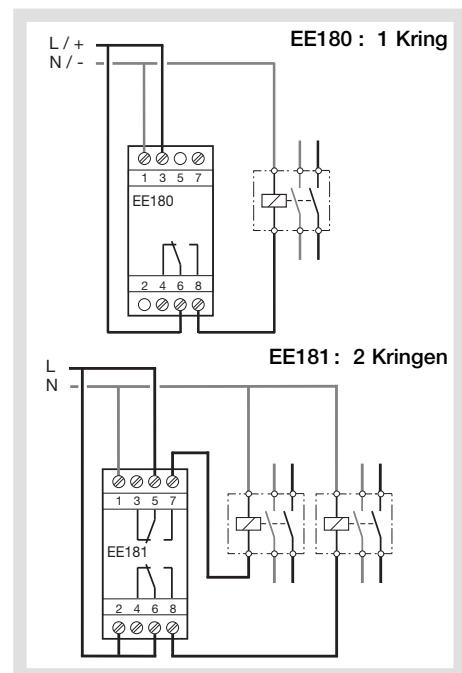 EE180 : 1 Kring
L / +
N / -
1 3 5 7
EE180
2 4 6 8
EE181 : 2 Kringen
L
N
1 3 5 7
EE181
2 4 6 8